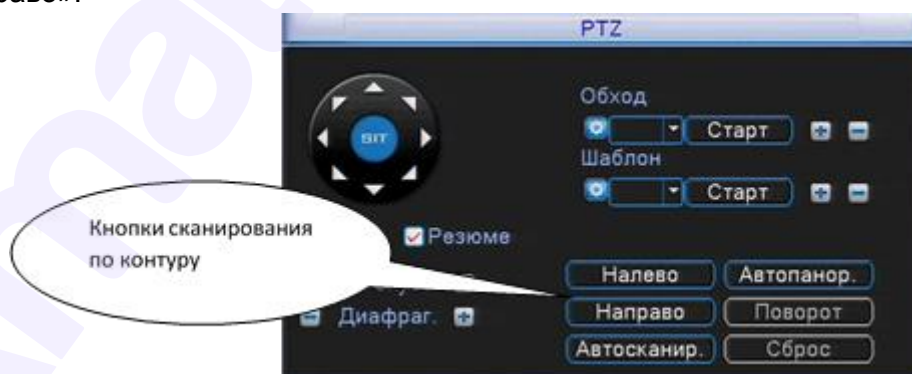 PTZ
Обход
Старт
Шаблон
Старт
SIT
Кнопки сканирования
по контуру
Резюме
Налево Автопанор.
Диафраг.
Направо Поворот
Автосканир. Сброс